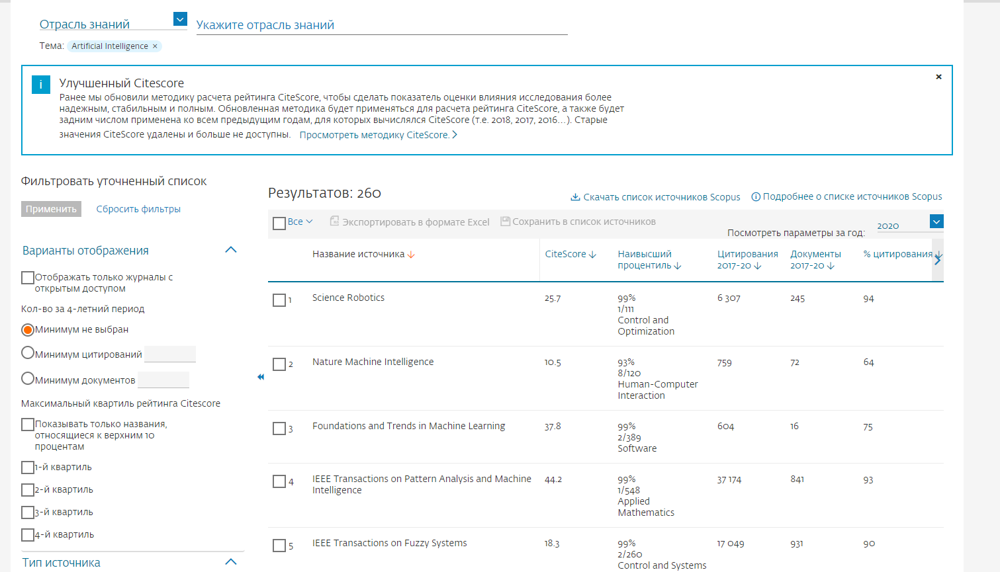 Отрасль знаний
Укажите отрасль знаний
Тема: Artificial Intelligence ×
i
Улучшенный Citescore
×
Ранее мы обновили методику расчета рейтинга CiteScore, чтобы сделать показатель оценки влияния исследования более
надежным, стабильным и полным. Обновленная методика будет применяться для расчета рейтинга CiteScore, а также будет
задним числом применена ко всем предыдущим годам, для которых вычислялся CiteScore (т.е. 2018, 2017, 2016...). Старые
значения CiteScore удалены и больше не доступны. Просмотреть методику CiteScore.
Фильтровать уточненный список
Применить Сбросить фильтры
Варианты отображения
Отображать только журналы с
открытым доступом
Кол-во за 4-летний период
Минимум не выбран
Минимум цитирований
Минимум документов
Максимальный квартиль рейтинга Citescore
Показывать только названия,
относящиеся к верхним 10
процентам
1-й квартиль
2-й квартиль
3-й квартиль
4-й квартиль
Тип источника
Результатов: 260
Скачать список источников Scopus Подробнее о списке источников Scopus
Все Экспортировать в формате Excel Сохранить в список источников
Посмотреть параметры за год: 2020
Название источника CiteScore Наивысший Цитирования Документы % цитирования
процентиль 2017-20 2017-20
1 Science Robotics 25.7 99% 6 307 245 94
1/111
Control and
Optimization
2 Nature Machine Intelligence 10.5 93% 759 72 64
8/120
Human-Computer
Interaction
3 Foundations and Trends in Machine Learning 37.8 99% 604 16 75
2/389
Software
4 IEEE Transactions on Pattern Analysis and Machine 44.2 99% 37 174 841 93
Intelligence 1/548
Applied
Mathematics
5 IEEE Transactions on Fuzzy Systems 18.3 99% 17 049 931 90
2/260
Control and Systems